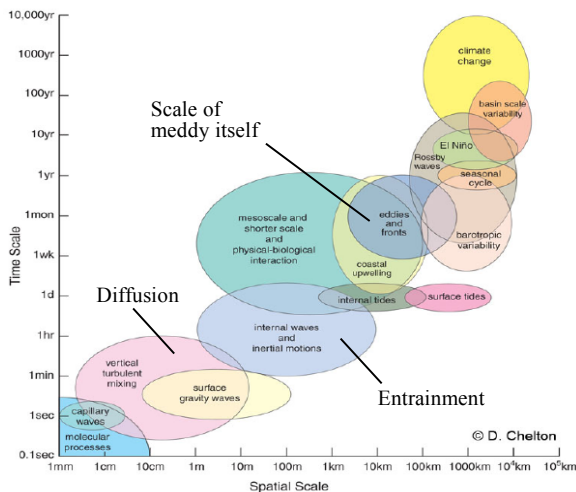 10,000yr
climate
change
100yr
basin scale
variability
Scale of
meddy itself
10yr
El Niño
Rossby
waves
1yr
seasonal
cycle
mesoscale and
shorter scale
and
physical-biological
interaction
eddies
and
fronts
1mon
barotropic
variability
Time Scale
1wk
coastal
upwelling
Diffusion
1d
internal tides
surface tides
internal waves
and
inertial motions
1hr
vertical
turbulent
mixing
1min
surface
gravity waves
Entrainment
capillary
waves
1sec
molecular
processes
© D. Chelton
0.1sec
1mm
1cm
10cm
1m
10m
100m
1km
10km
100km
1000km
10⁴km
10⁵km
Spatial Scale